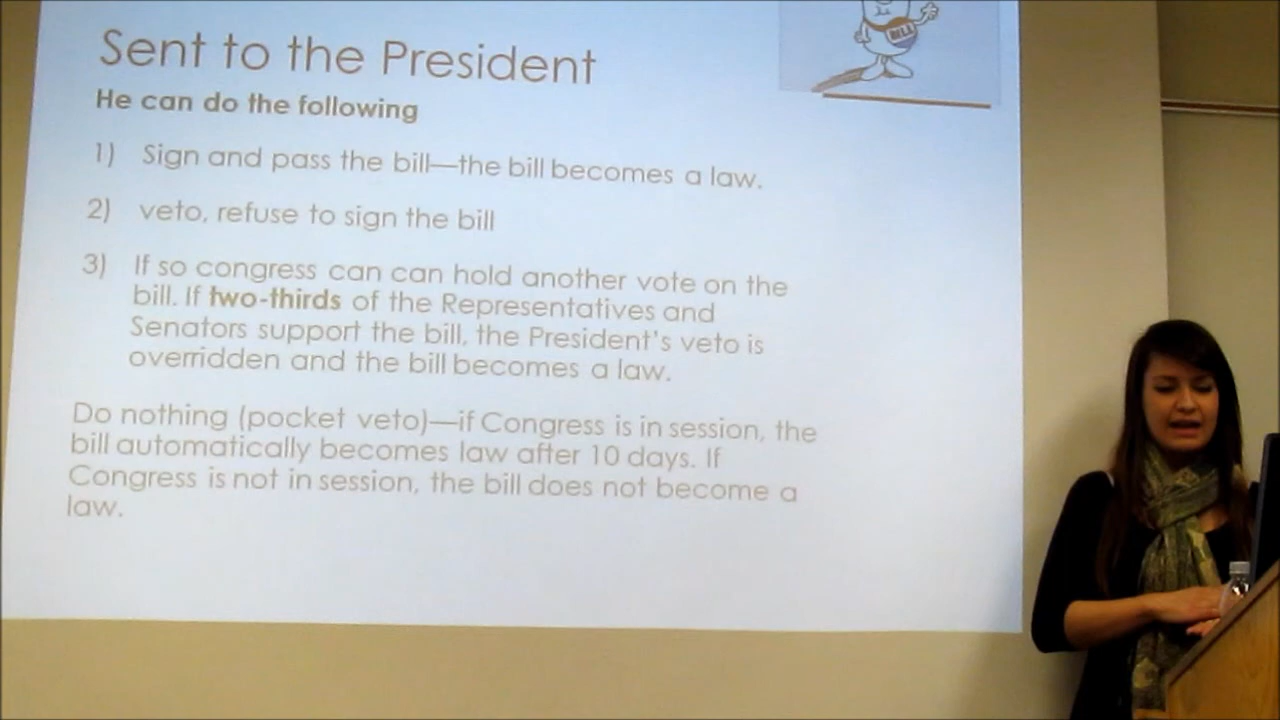 BILL
Sent to the President
He can do the following
1) Sign and pass the bill—the bill becomes a law.
2) veto, refuse to sign the bill
3) If so congress can can hold another vote on the
bill. If two-thirds of the Representatives and
Senators support the bill, the President's veto is
overridden and the bill becomes a law.
Do nothing (pocket veto)—if Congress is in session, the
bill automatically becomes law after 10 days. If
Congress is not in session, the bill does not become a
law.